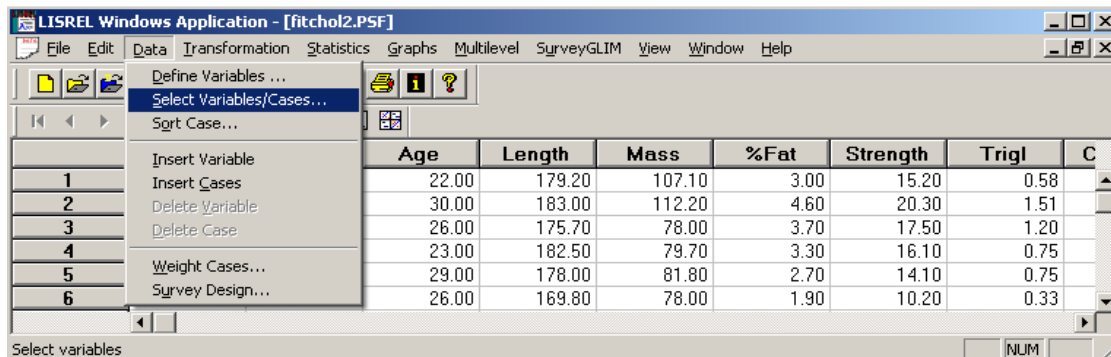 LISREL Windows Application - [fitchol2.PSF]
File Edit Data Transformation Statistics Graphs Multilevel SurveyGLIM View Window Help
Define Variables ...
Select Variables/Cases...
Sort Case...
Insert Variable
Insert Cases
Delete Variable
Delete Case
Weight Cases...
Survey Design...
Age Length Mass %Fat Strength Trigl C
1 22.00 179.20 107.10 3.00 15.20 0.58
2 30.00 183.00 112.20 4.60 20.30 1.51
3 26.00 175.70 78.00 3.70 17.50 1.20
4 23.00 182.50 79.70 3.30 16.10 0.75
5 29.00 178.00 81.80 2.70 14.10 0.75
6 26.00 169.80 78.00 1.90 10.20 0.33
Select variables NUM